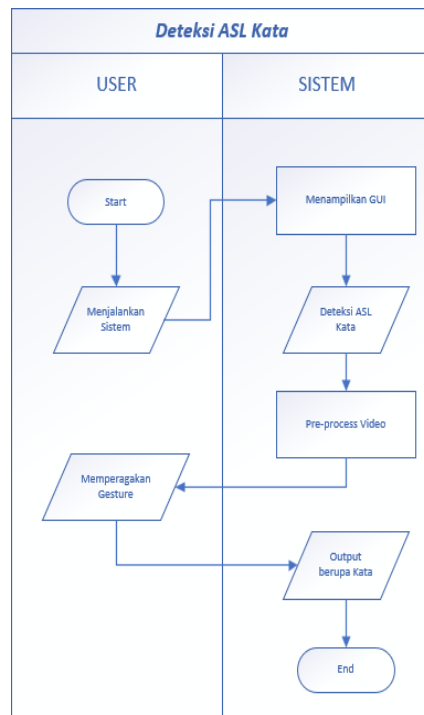 Deteksi ASL Kata
USER
SISTEM
Start
Menampilkan GUI
Menjalankan
Sistem
Deteksi ASL
Kata
Pre-process Video
Memperagakan
Gesture
Output
berupa Kata
End